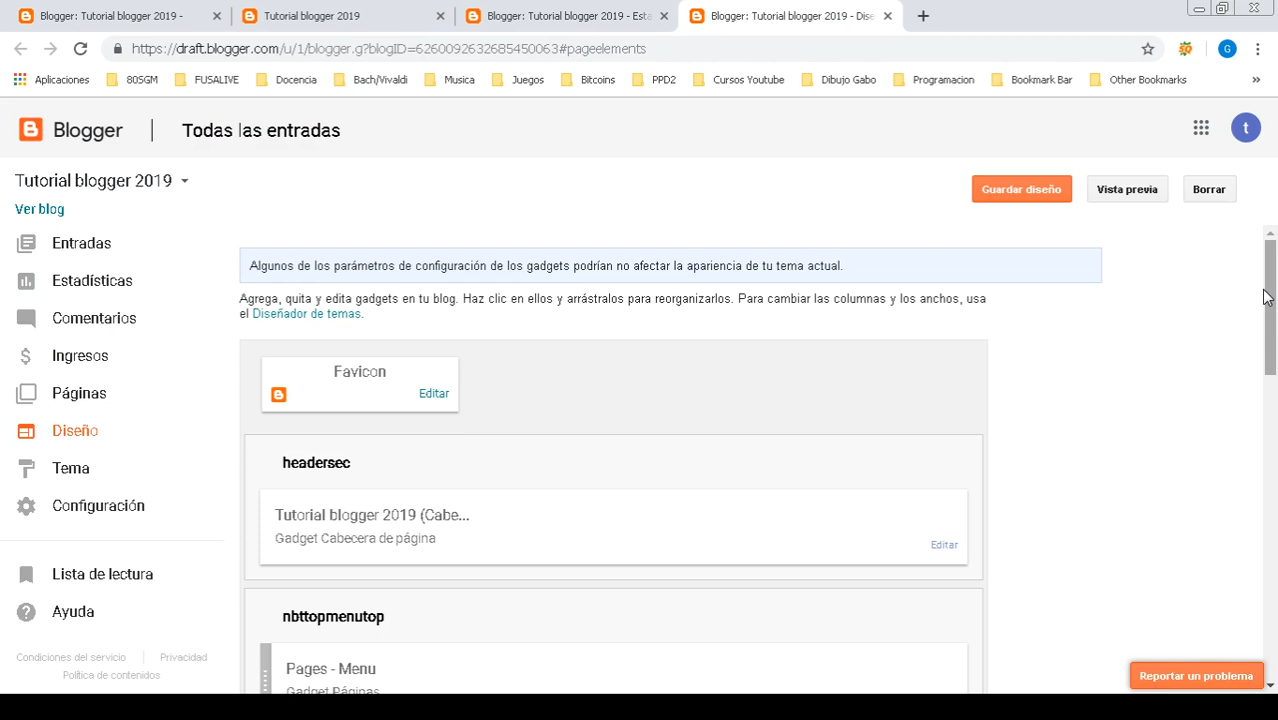 Blogger: Tutorial blogger 2019 -
Tutorial blogger 2019
Blogger: Tutorial blogger 2019 - Esta
Blogger: Tutorial blogger 2019 - Dise
https://draft.blogger.com/u/1/blogger.g?blogID=6260092632685450063#pageelements
G
Aplicaciones
80SGM
FUSALIVE
Docencia
Bach/Vivaldi
Musica
Juegos
Bitcoins
PPD2
Cursos Youtube
Dibujo Gabo
Programacion
Bookmark Bar
Other Bookmarks
Blogger
Todas las entradas
t
Tutorial blogger 2019
Ver blog
Guardar diseño
Vista previa
Borrar
Entradas
Estadísticas
Comentarios
Ingresos
Páginas
Diseño
Tema
Configuración
Lista de lectura
Ayuda
Condiciones del servicio
Privacidad
Política de contenidos
Algunos de los parámetros de configuración de los gadgets podrían no afectar la apariencia de tu tema actual.
Agrega, quita y edita gadgets en tu blog. Haz clic en ellos y arrástralos para reorganizarlos. Para cambiar las columnas y los anchos, usa
el Diseñador de temas.
Favicon
Editar
headersec
Tutorial blogger 2019 (Cabe...
Gadget Cabecera de página
Editar
nbttopmenutop
Pages - Menu
Gadget Páginas
Reportar un problema